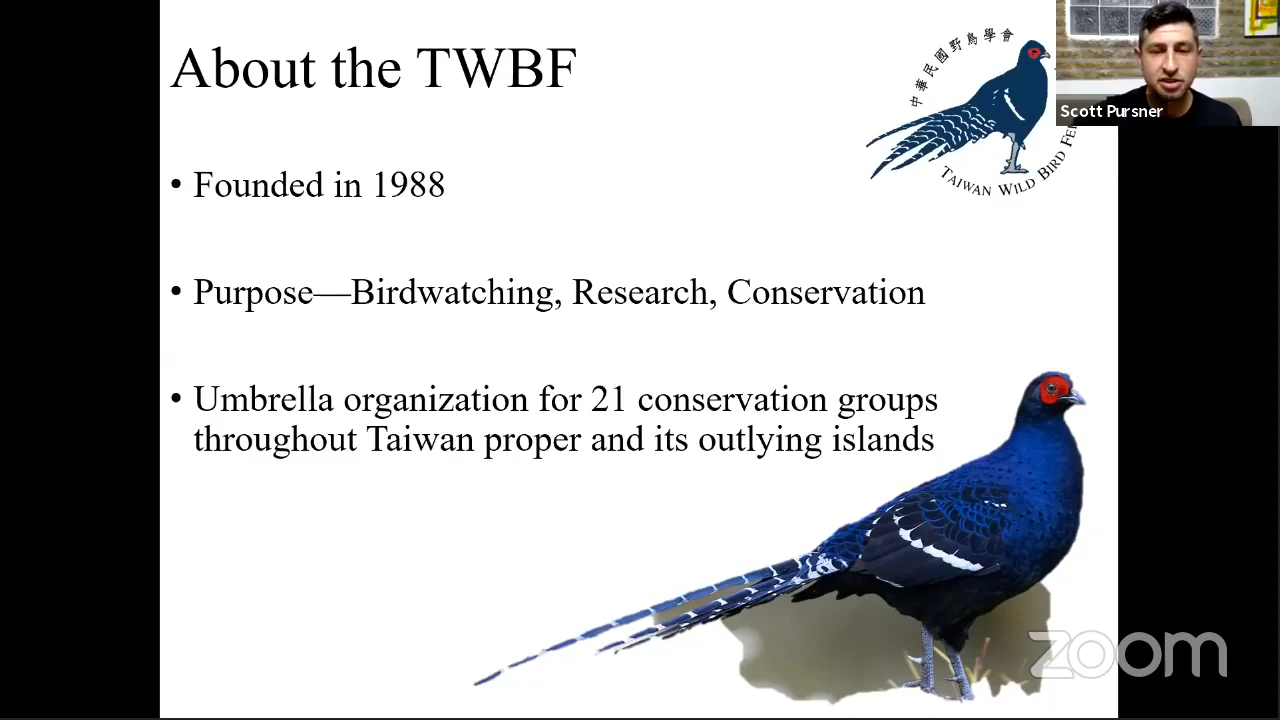 About the TWBF
中華民國野鳥學會
TAIWAN WILD BIRD
Scott Pursner
• Founded in 1988
• Purpose—Birdwatching, Research, Conservation
• Umbrella organization for 21 conservation groups
throughout Taiwan proper and its outlying islands
zoom